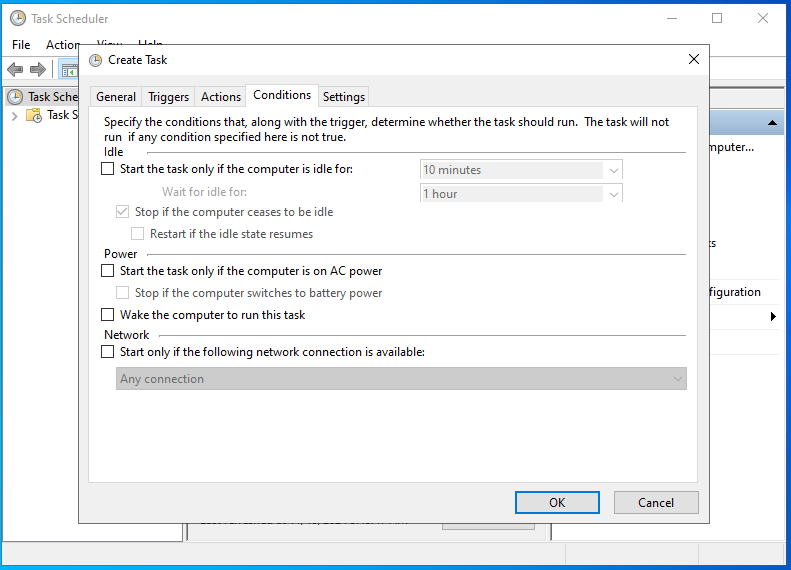 Task Scheduler
File Action View Help
Create Task
Task Sche
Task S
General Triggers Actions Conditions Settings
Specify the conditions that, along with the trigger, determine whether the task should run. The task will not
run if any condition specified here is not true.
Idle
Start the task only if the computer is idle for: 10 minutes
Wait for idle for: 1 hour
Stop if the computer ceases to be idle
Restart if the idle state resumes
Power
Start the task only if the computer is on AC power
Stop if the computer switches to battery power
Wake the computer to run this task
Network
Start only if the following network connection is available:
Any connection
OK Cancel
mputer...
ts
figuration